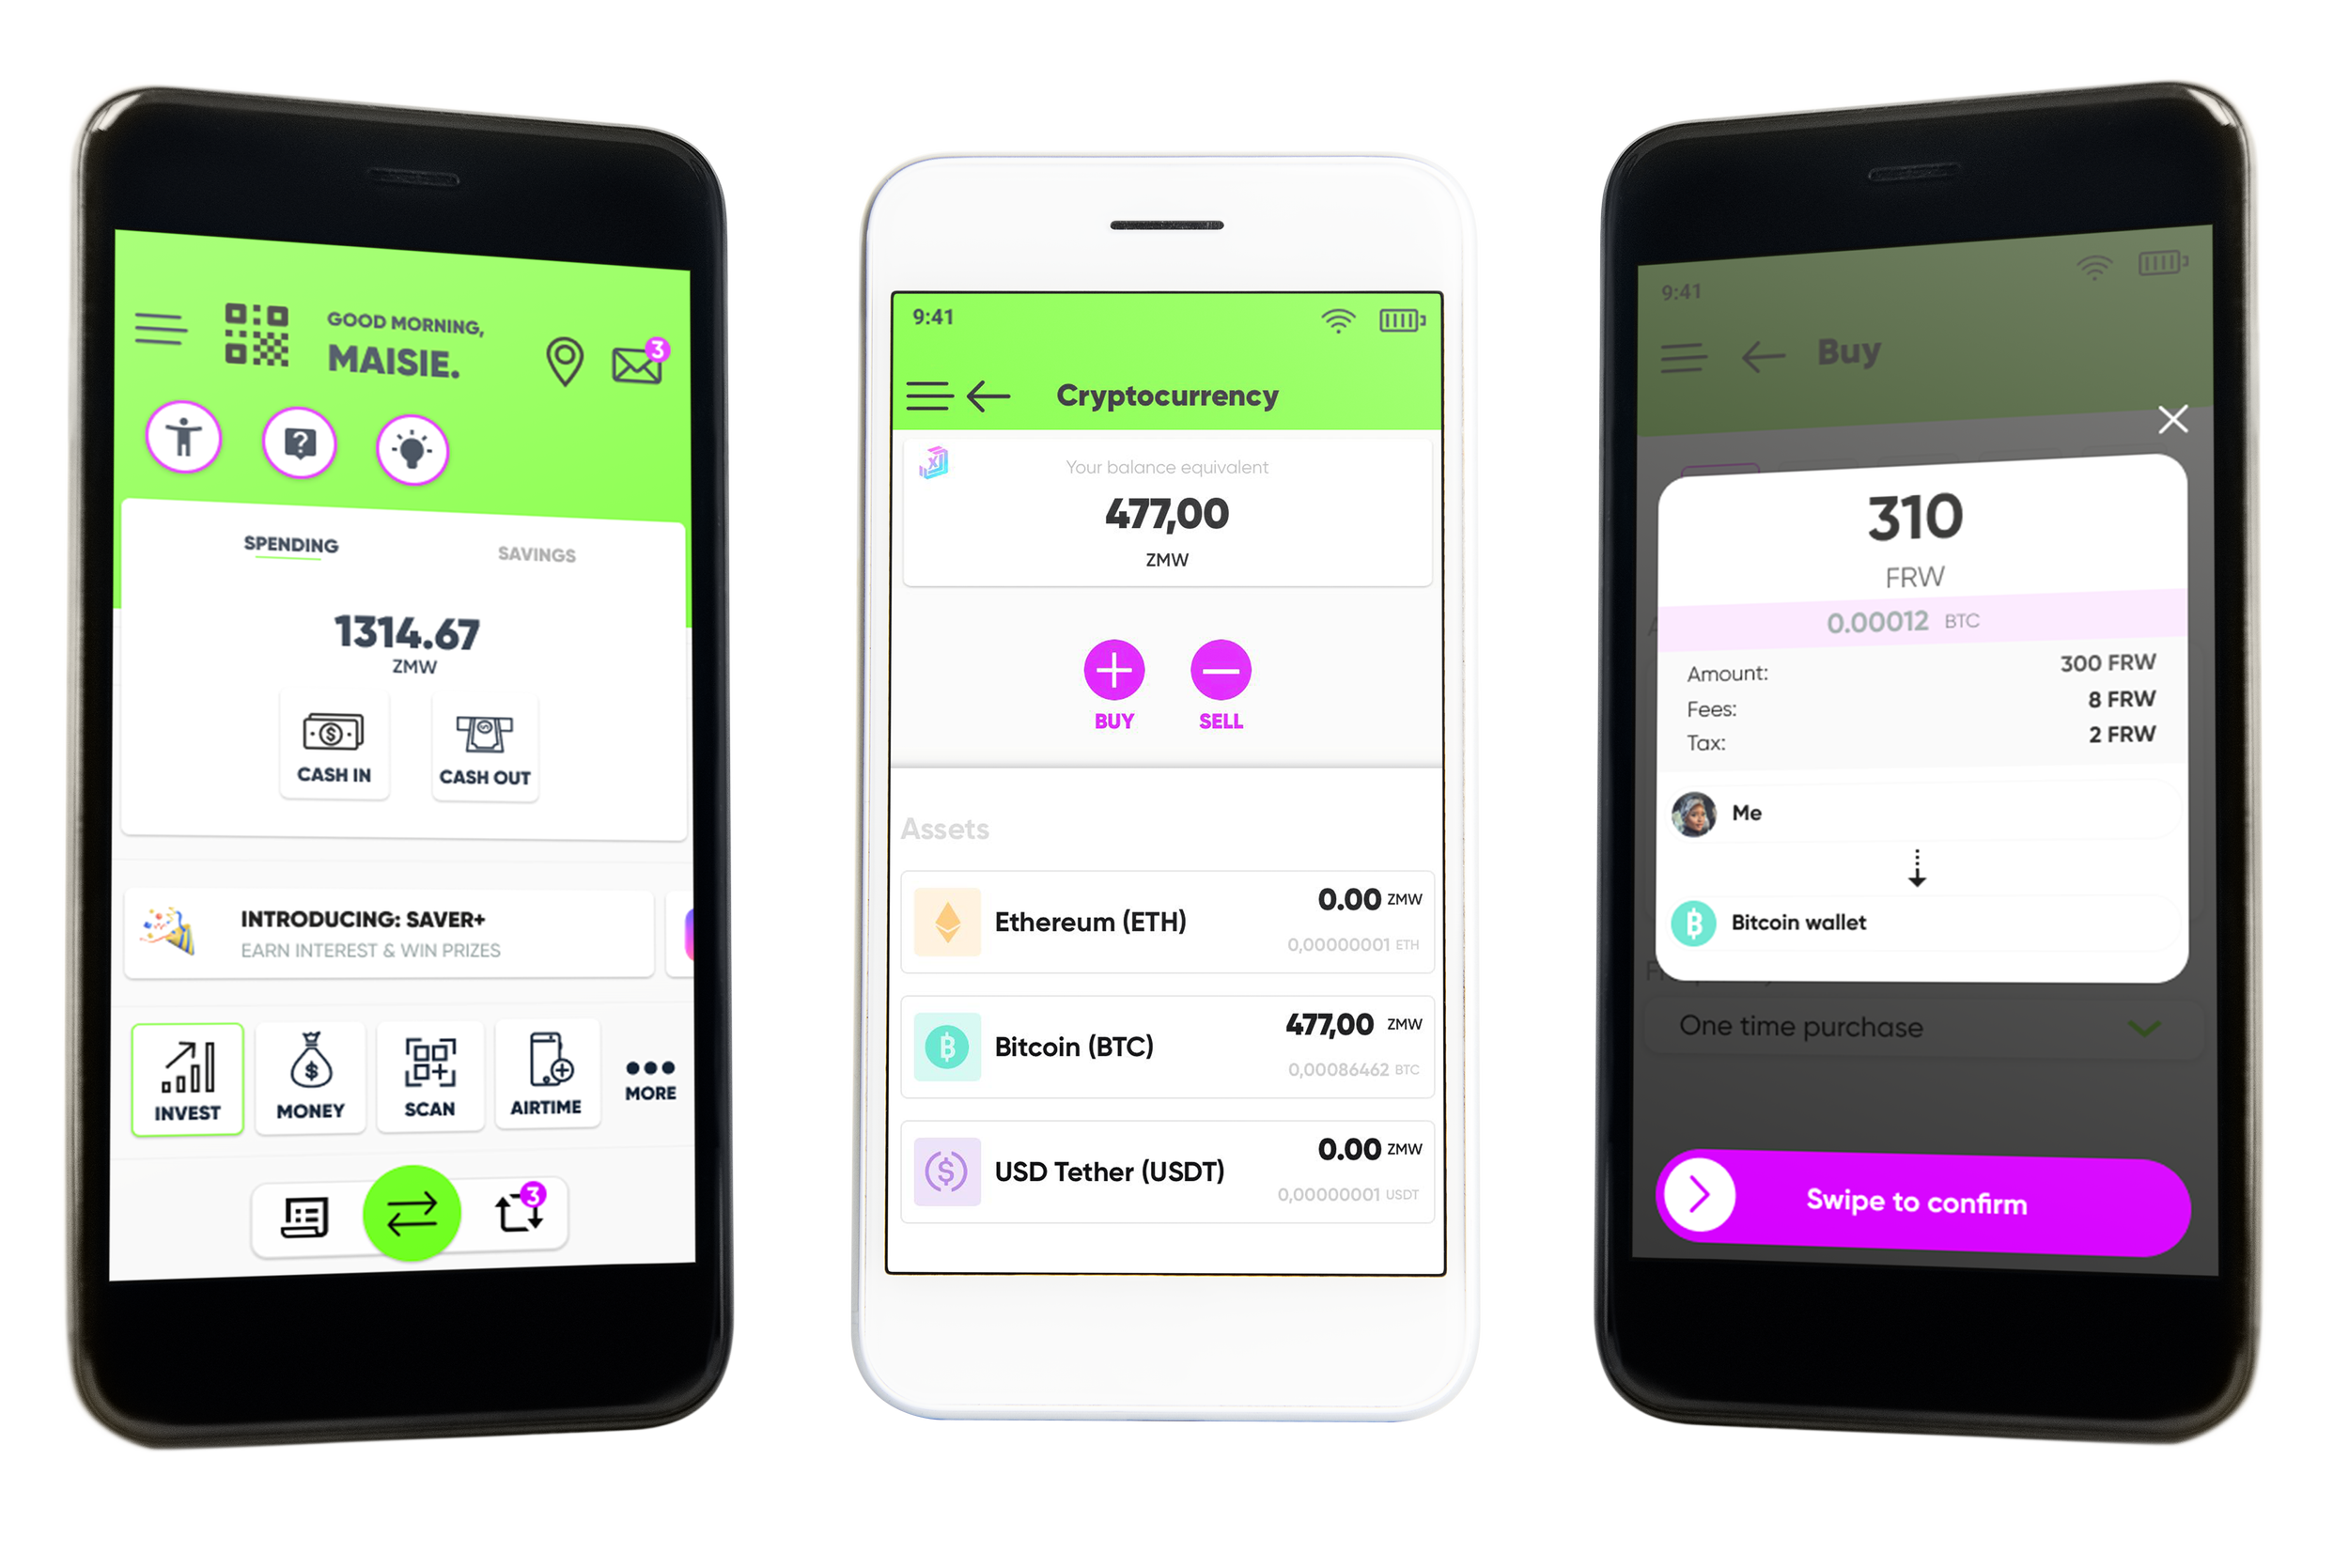 GOOD MORNING,
MAISIE.
3
SPENDING
SAVINGS
1314.67
ZMW
CASH IN
CASH OUT
INTRODUCING: SAVER+
EARN INTEREST & WIN PRIZES
INVEST
MONEY
SCAN
AIRTIME
MORE
3
9:41
Cryptocurrency
Your balance equivalent
477,00
ZMW
BUY
SELL
Assets
Ethereum (ETH)
0.00 ZMW
0,00000001 ETH
Bitcoin (BTC)
477,00 ZMW
0,00086462 BTC
USD Tether (USDT)
0.00 ZMW
0,00000001 USDT
9:41
Buy
310
FRW
0.00012 BTC
Amount: 300 FRW
Fees: 8 FRW
Tax: 2 FRW
Me
Bitcoin wallet
One time purchase
Swipe to confirm